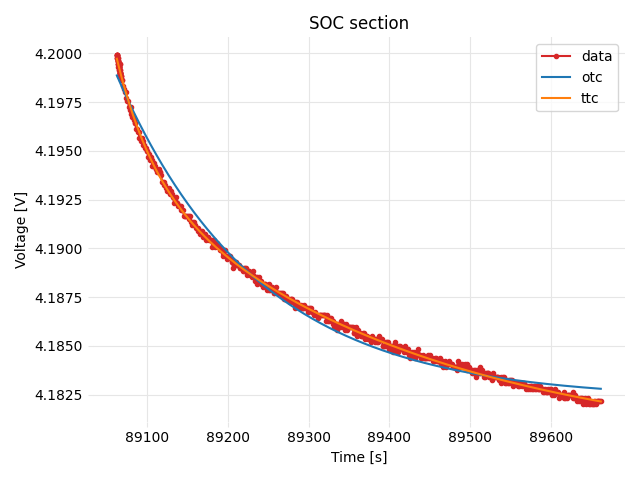 SOC section
4.2000
4.1975
4.1950
4.1925
4.1900
4.1875
4.1850
4.1825
Voltage [V]
data
otc
ttc
89100 89200 89300 89400 89500 89600
Time [s]